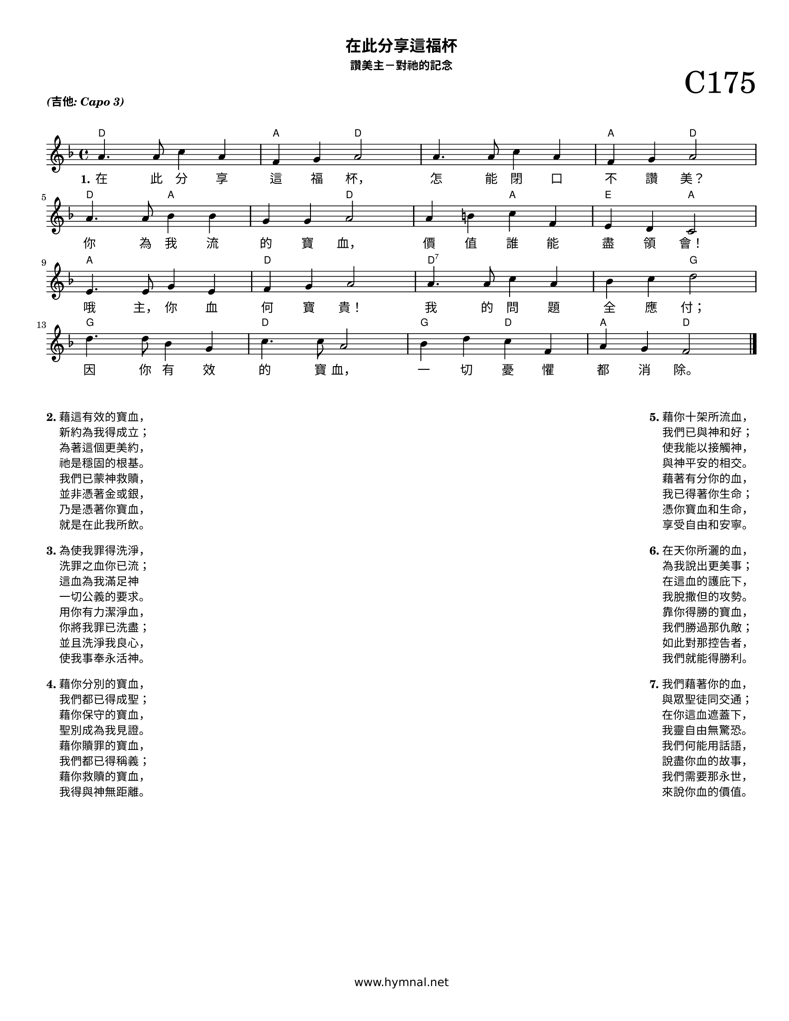 在此分享這福杯
讚美主－對祂的記念
C175
(吉他: Capo 3)
D A D A D
1. 在 此 分 享 這 福 杯， 怎 能 閉 口 不 讚 美？
5 D A D A E A
你 為 我 流 的 寶 血， 價 值 誰 能 盡 領 會！
9 A D D7 G
哦 主， 你 血 何 寶 貴！ 我 的 問 題 全 應 付；
13 G D G D A D
因 你 有 效 的 寶 血， 一 切 憂 懼 都 消 除。
2. 藉這有效的寶血，
新約為我得成立；
為著這個更美約，
祂是穩固的根基。
我們已蒙神救贖，
並非憑著金或銀，
乃是憑著你寶血，
就是在此我所飲。
3. 為使我罪得洗淨，
洗罪之血你已流；
這血為我滿足神
一切公義的要求。
用你有力潔淨血，
你將我罪已洗盡；
並且洗淨我良心，
使我事奉永活神。
4. 藉你分別的寶血，
我們都已得成聖；
藉你保守的寶血，
聖別成為我見證。
藉你贖罪的寶血，
我們都已得稱義；
藉你救贖的寶血，
我得與神無距離。
5. 藉你十架所流血，
我們已與神和好；
使我能以接觸神，
與神平安的相交。
藉著有分你的血，
我已得著你生命；
憑你寶血和生命，
享受自由和安寧。
6. 在天你所灑的血，
為我說出更美事；
在這血的護庇下，
我脫撒但的攻勢。
靠你得勝的寶血，
我們勝過那仇敵；
如此對那控告者，
我們就能得勝利。
7. 我們藉著你的血，
與眾聖徒同交通；
在你這血遮蓋下，
我靈自由無驚恐。
我們何能用話語，
說盡你血的故事，
我們需要那永世，
來說你血的價值。
www.hymnal.net